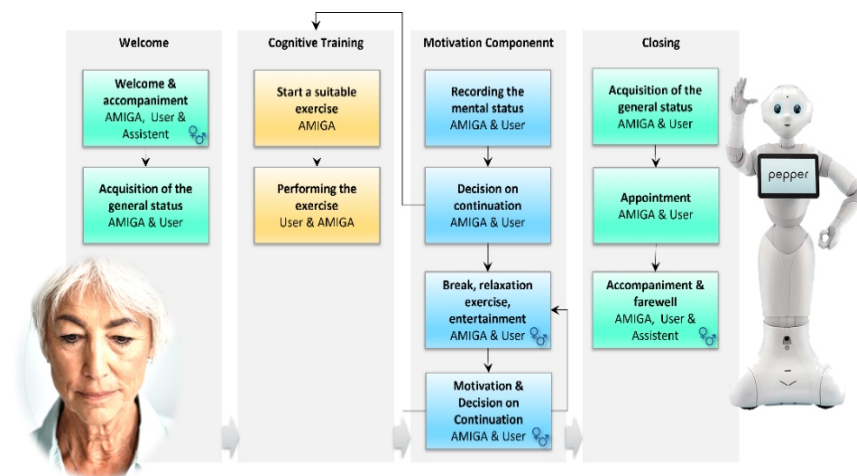 Welcome
Cognitive Training
Motivation Componennt
Closing
Welcome &
accompaniment
AMIGA, User &
Assistent
Acquisition of the
general status
AMIGA & User
Start a suitable
exercise
AMIGA
Performing the
exercise
User & AMIGA
Recording the
mental status
AMIGA & User
Decision on
continuation
AMIGA & User
Break, relaxation
exercise,
entertainment
AMIGA & User
Motivation &
Decision on
Continuation
AMIGA & User
Acquisition of the
general status
AMIGA & User
Appointment
AMIGA & User
Accompaniment &
farewell
AMIGA, User &
Assistent
pepper